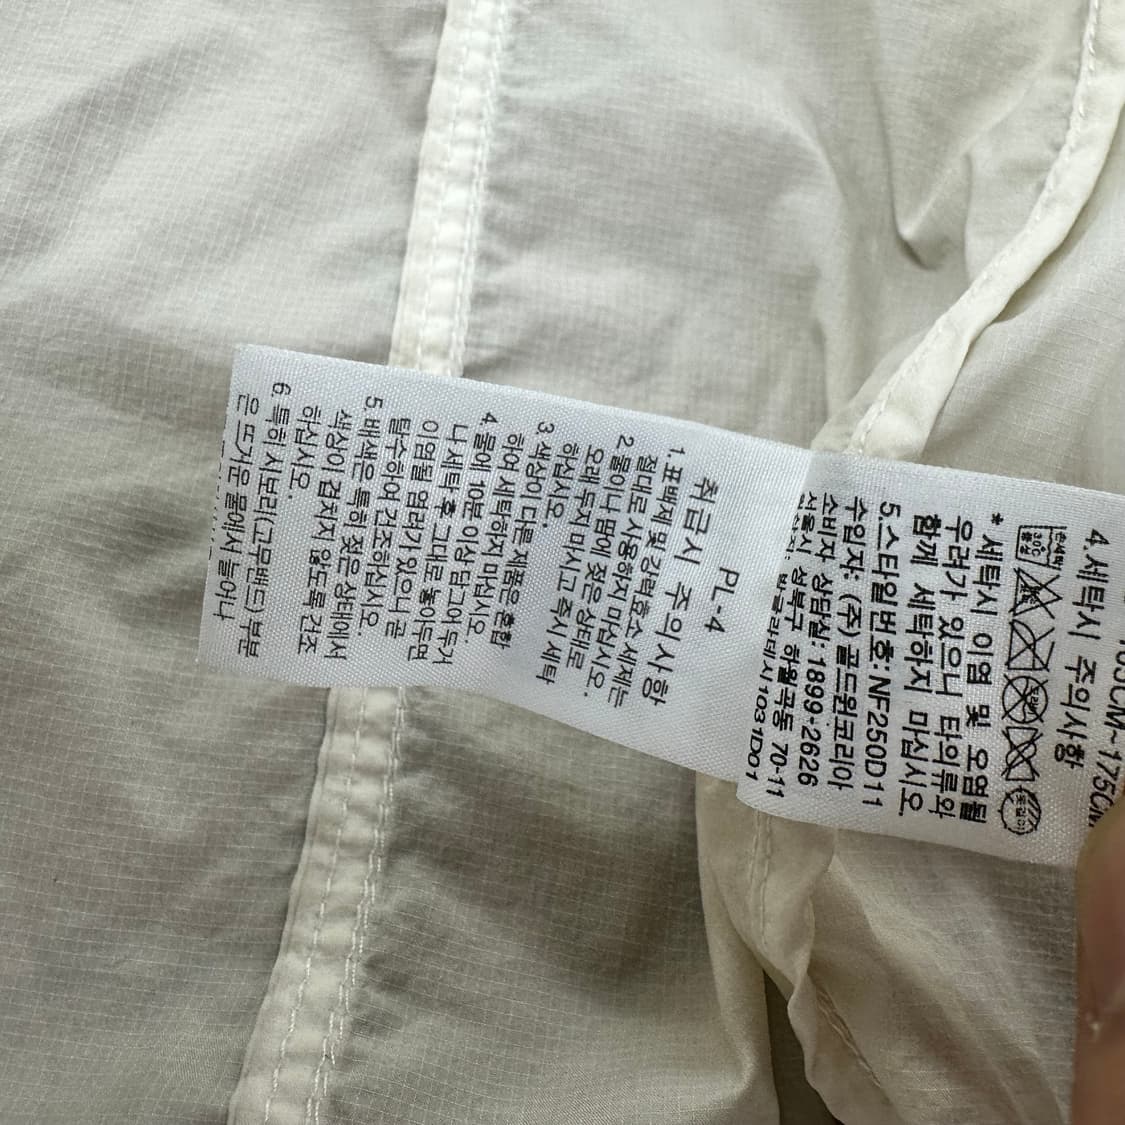 163CM~175CM
4.세탁시 주의사항
손세탁
30℃
중성
옷걸이
* 세탁시 이염 및 오염될
우려가 있으니 타의류와
함께 세탁하지 마십시오.
5.스타일번호:NF250D11
수입자: (주)골드윈코리아
소비자 상담실: 1899-2626
서울시 성북구 하월곡동 70-11
1031D01
PL-4
취급시 주의사항
1.표백제 및 강력효소 세제는
절대로 사용하지 마십시오.
2.물이나 땀에 젖은 상태로
오래 두지 마시고 즉시 세탁
하십시오.
3.색상이 다른 제품은 혼합
하여 세탁하지 마십시오.
4.물에 10분 이상 담그어 두거
나 세탁 후 그대로 놓아두면
이염될 염려가 있으니 곧
탈수하여 건조하십시오.
5.배색은 특히 젖은 상태에서
색상이 겹치지 않도록 건조
하십시오.
6.특히 시보리(고무밴드)부분
은 뜨거운 물에서 늘어나